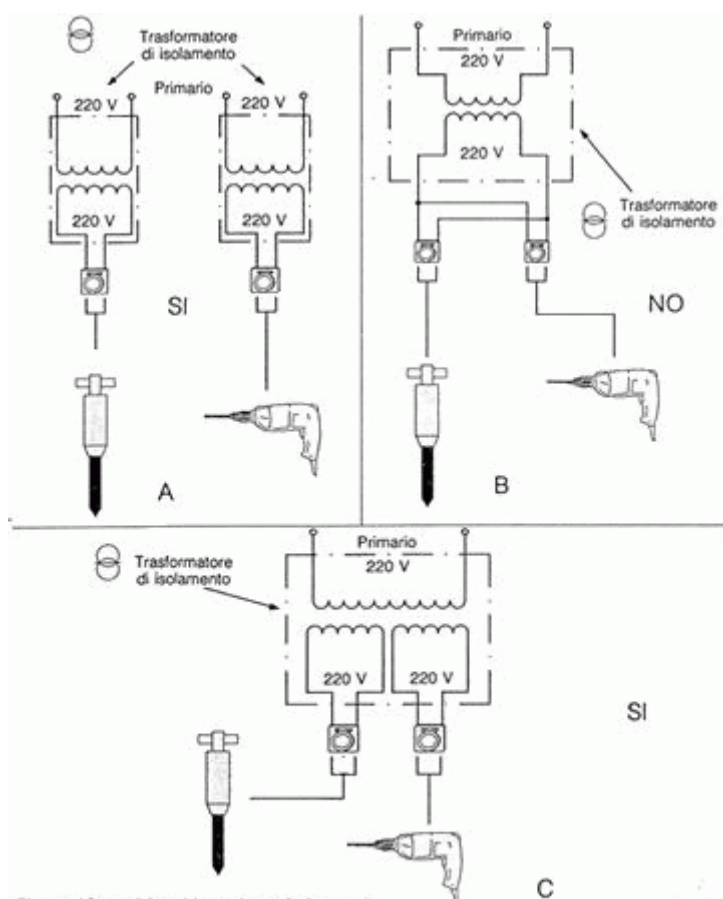 Trasformatore
di isolamento
Primario
220 V
220 V
220 V
220 V
SI
A
Primario
220 V
220 V
Trasformatore
di isolamento
NO
B
Primario
220 V
Trasformatore
di isolamento
220 V
220 V
SI
C